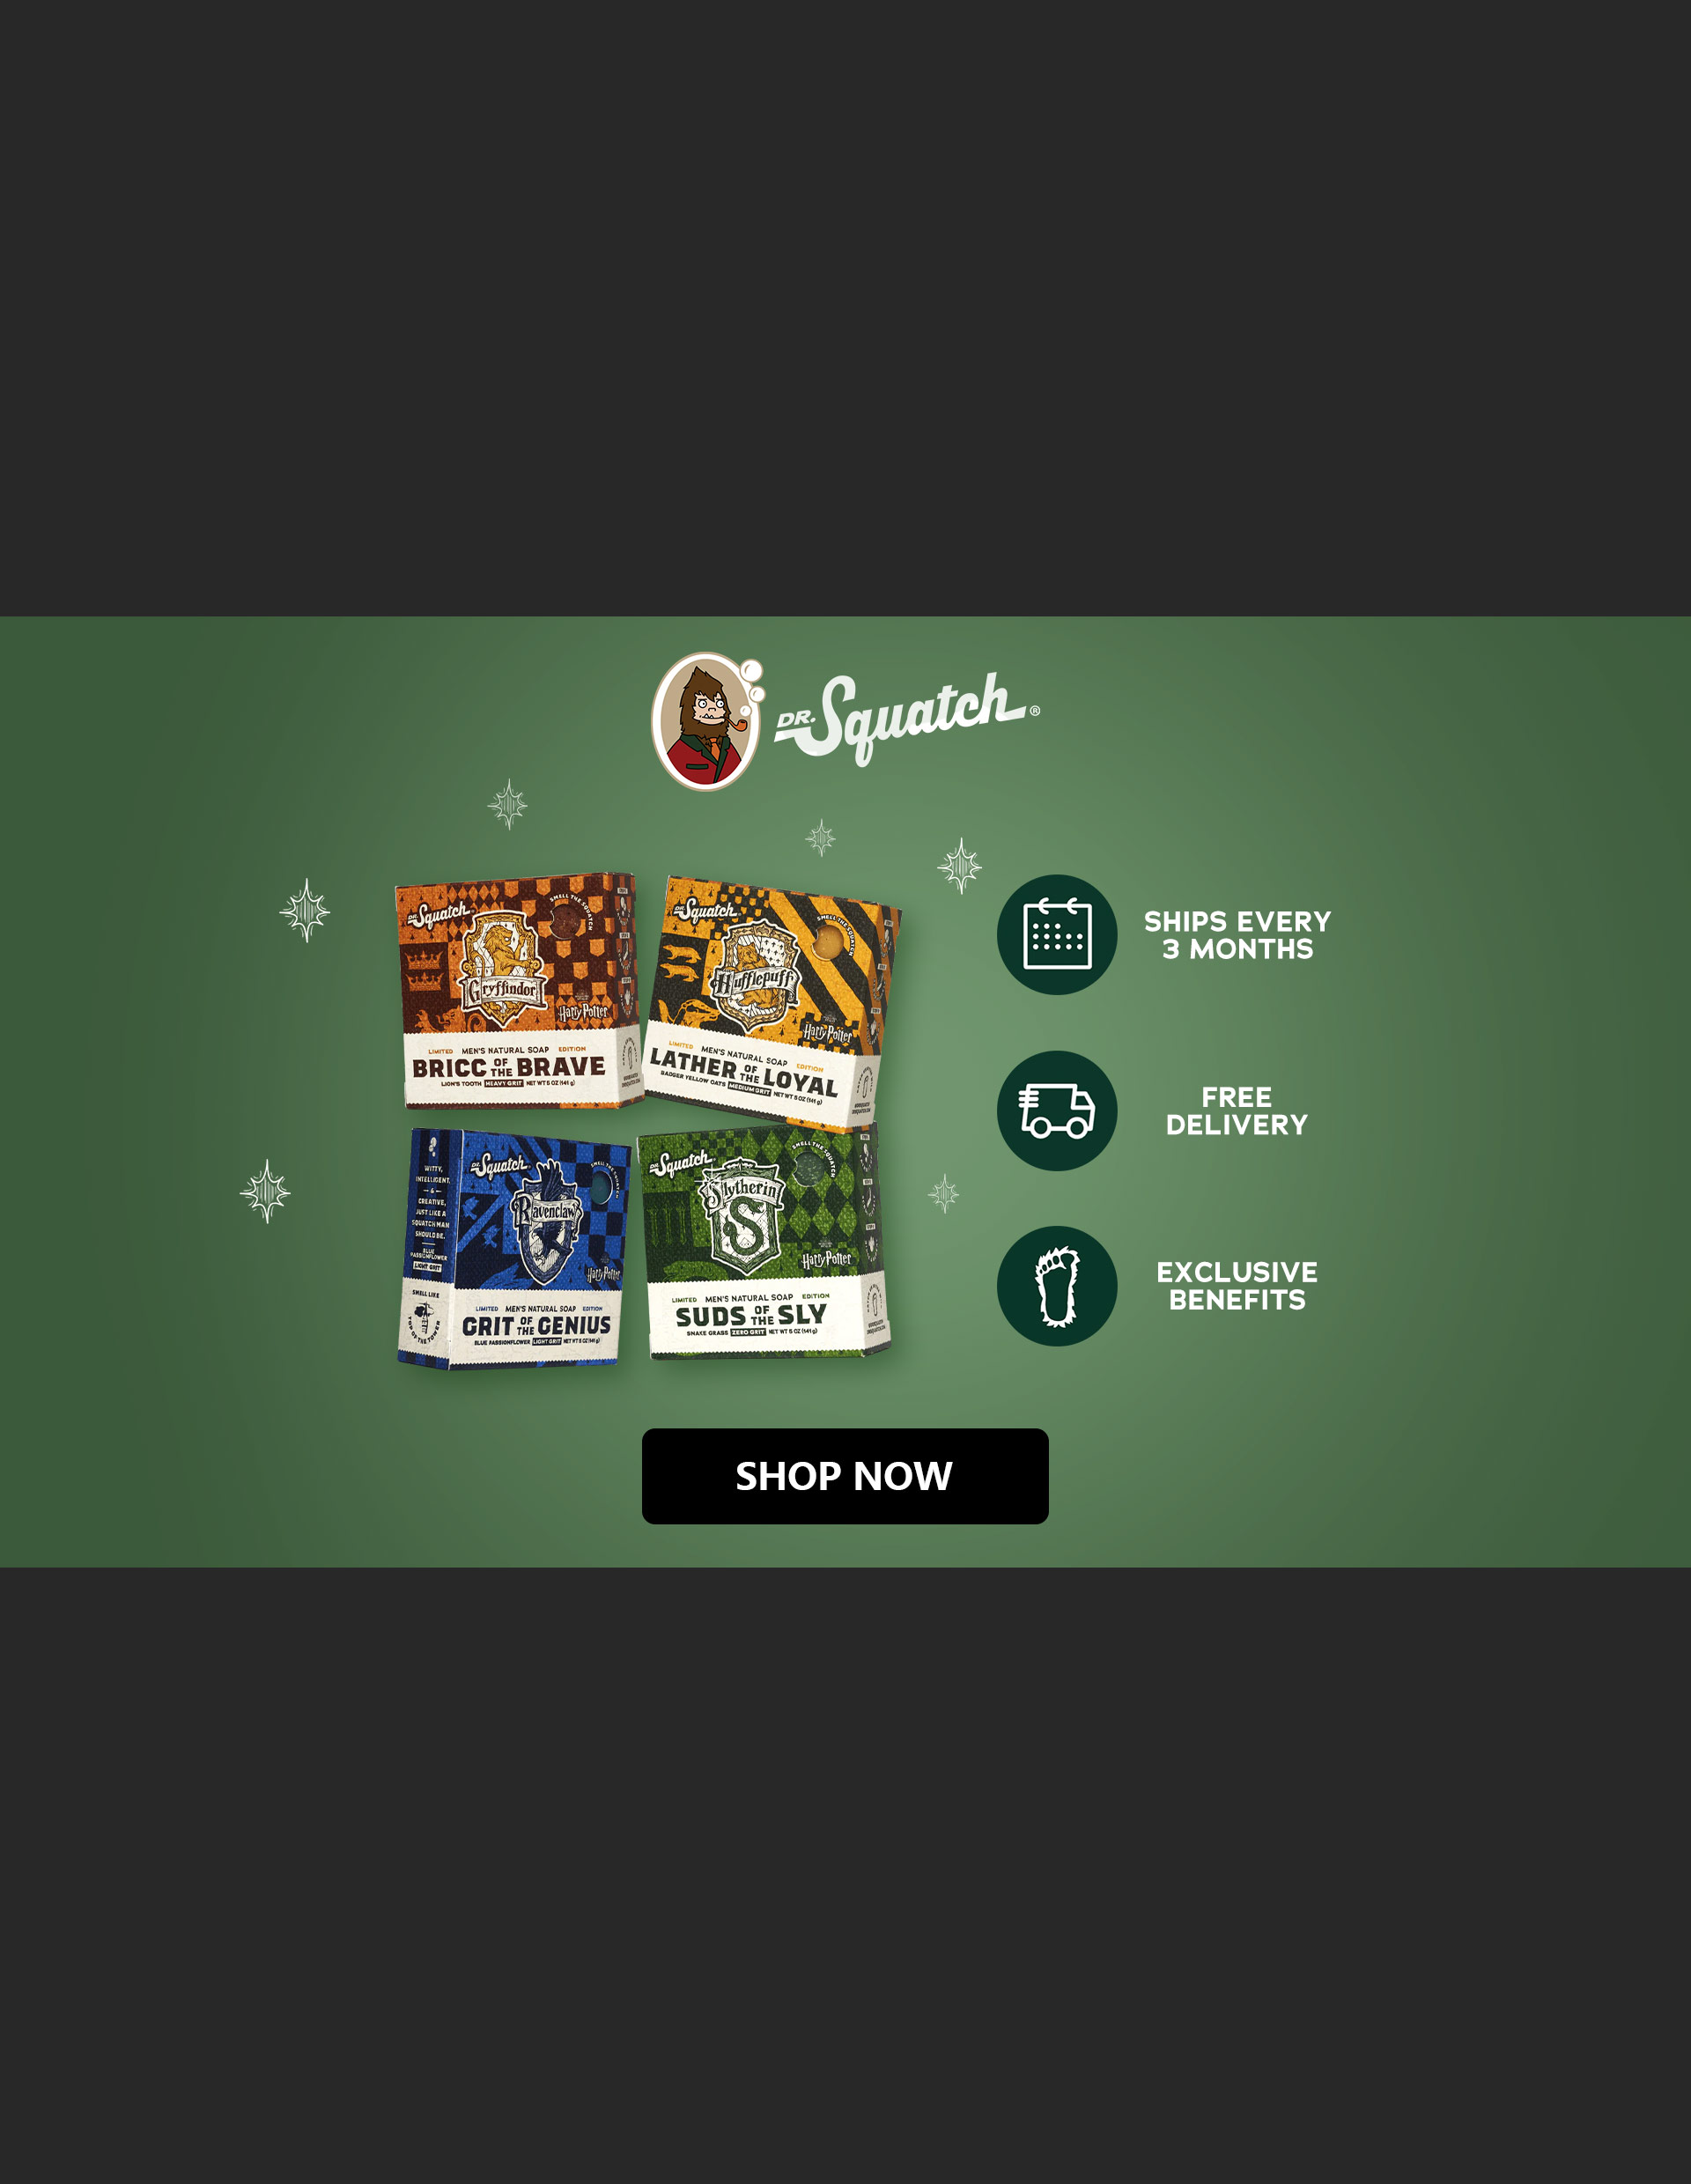 DR. Squatch ®
DR. Squatch
SMELL THE SQUATCH
Gryffindor
Harry Potter
LIMITED MEN'S NATURAL SOAP EDITION
BRICC OF THE BRAVE
LION'S TOOTH HEAVY GRIT NET WT 5 OZ (141 g)
DR. Squatch
SMELL THE SQUATCH
Hufflepuff
Harry Potter
LIMITED MEN'S NATURAL SOAP EDITION
LATHER OF THE LOYAL
BADGER YELLOW OATS MEDIUM GRIT NET WT 5 OZ (141 g)
WITTY,
INTELLIGENT,
&
CREATIVE,
JUST LIKE A
SQUATCH MAN
SHOULD BE.
BLUE
PASSIONFLOWER
LIGHT GRIT
SMELL LIKE
TOP OF THE TOWER
DR. Squatch
SMELL THE SQUATCH
Ravenclaw
Harry Potter
LIMITED MEN'S NATURAL SOAP EDITION
GRIT OF THE GENIUS
BLUE PASSIONFLOWER LIGHT GRIT NET WT 5 OZ (141 g)
DR. Squatch
SMELL THE SQUATCH
Slytherin
S
Harry Potter
LIMITED MEN'S NATURAL SOAP EDITION
SUDS OF THE SLY
SNAKE GRASS ZERO GRIT NET WT 5 OZ (141 g)
SHIPS EVERY
3 MONTHS
FREE
DELIVERY
EXCLUSIVE
BENEFITS
SHOP NOW